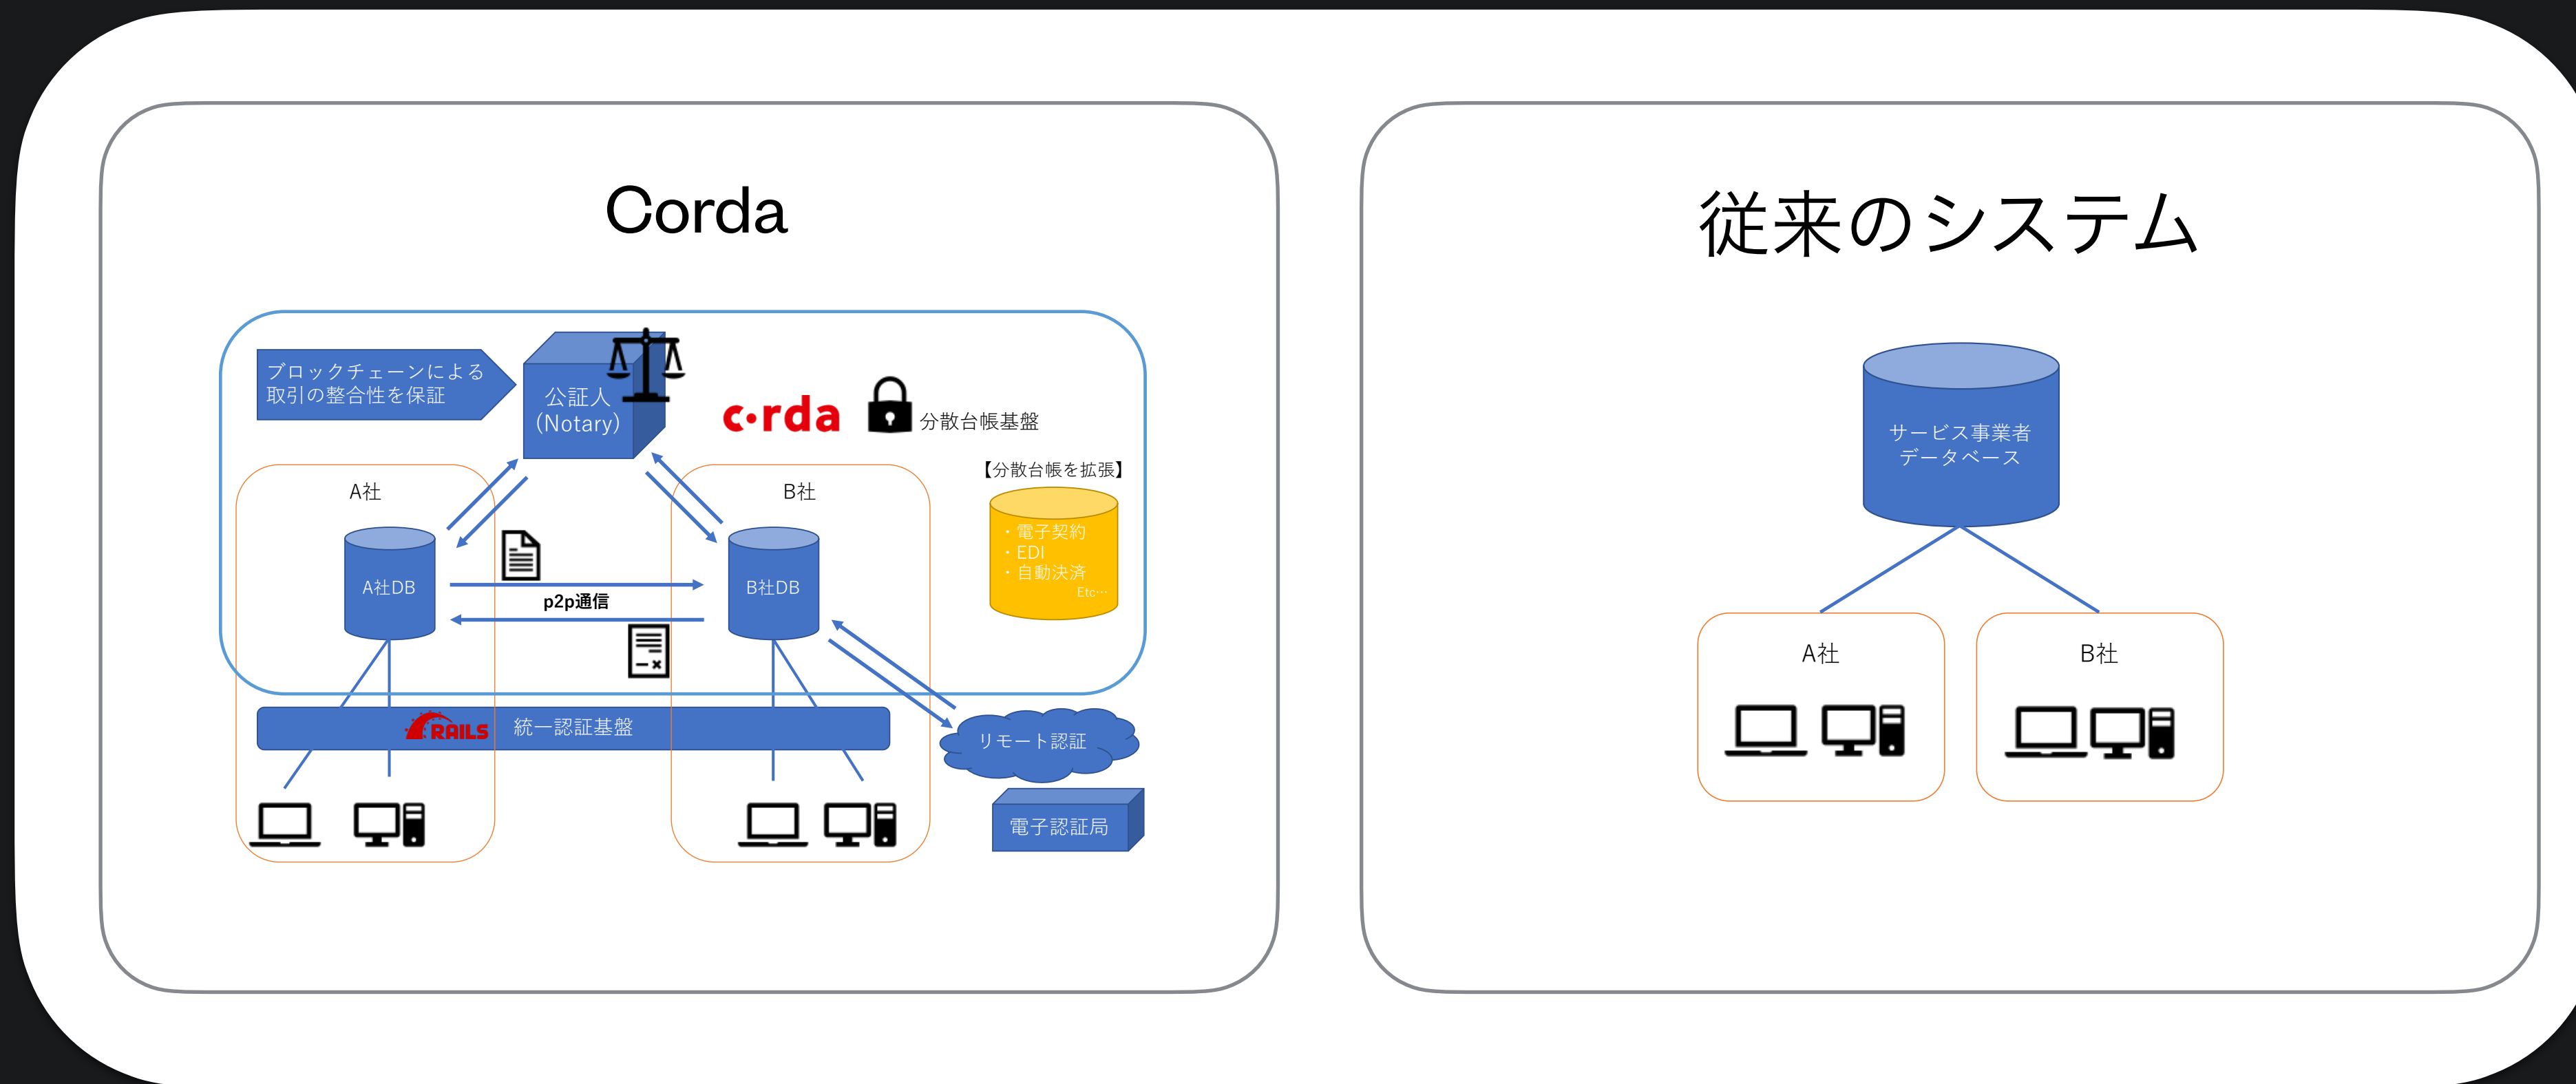 Corda
ブロックチェーンによる
取引の整合性を保証
公証人
(Notary)
c·rda
分散台帳基盤
【分散台帳を拡張】
・電子契約
・EDI
・自動決済
Etc…
A社
B社
A社DB
p2p通信
B社DB
RAILS
統一認証基盤
リモート認証
電子認証局
従来のシステム
サービス事業者
データベース
A社
B社